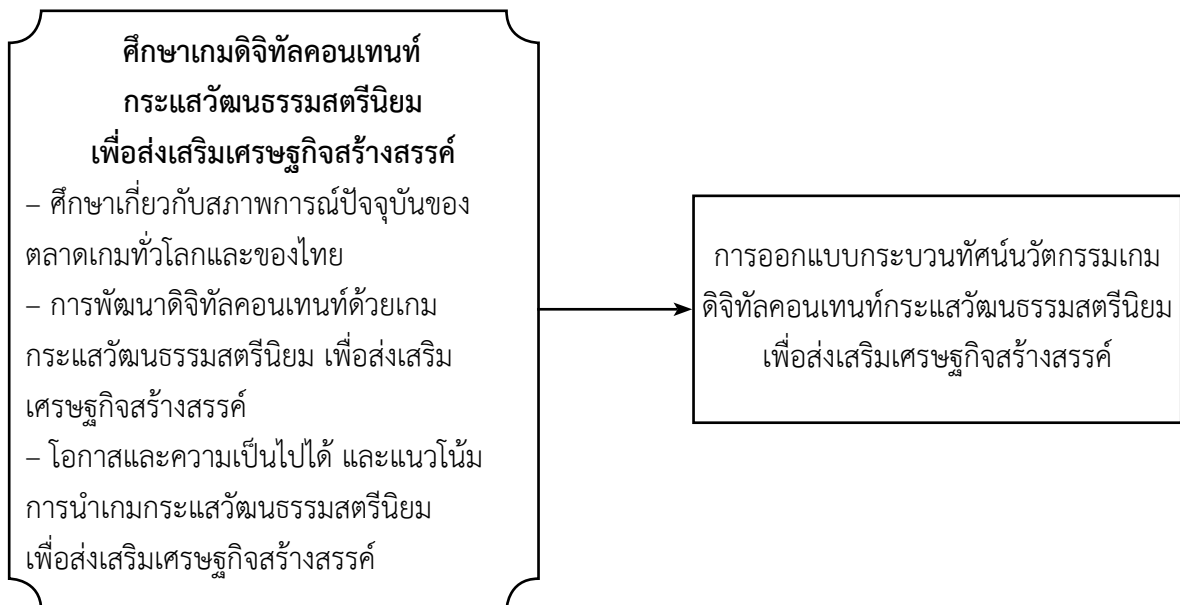 ศึกษาเกมดิจิทัลคอนเทนท์
กระแสวัฒนธรรมสตรีนิยม
เพื่อส่งเสริมเศรษฐกิจสร้างสรรค์
– ศึกษาเกี่ยวกับสภาพการณ์ปัจจุบันของ
ตลาดเกมทั่วโลกและของไทย
– การพัฒนาดิจิทัลคอนเทนท์ด้วยเกม
กระแสวัฒนธรรมสตรีนิยม เพื่อส่งเสริม
เศรษฐกิจสร้างสรรค์
– โอกาสและความเป็นไปได้ และแนวโน้ม
การนำเกมกระแสวัฒนธรรมสตรีนิยม
เพื่อส่งเสริมเศรษฐกิจสร้างสรรค์
การออกแบบกระบวนทัศน์นวัตกรรมเกม
ดิจิทัลคอนเทนท์กระแสวัฒนธรรมสตรีนิยม
เพื่อส่งเสริมเศรษฐกิจสร้างสรรค์